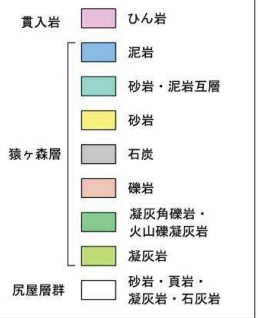 貫入岩 ひん岩
泥岩
砂岩・泥岩互層
砂岩
猿ヶ森層 石炭
礫岩
凝灰角礫岩・
火山礫凝灰岩
凝灰岩
尻屋層群 砂岩・頁岩・
凝灰岩・石灰岩